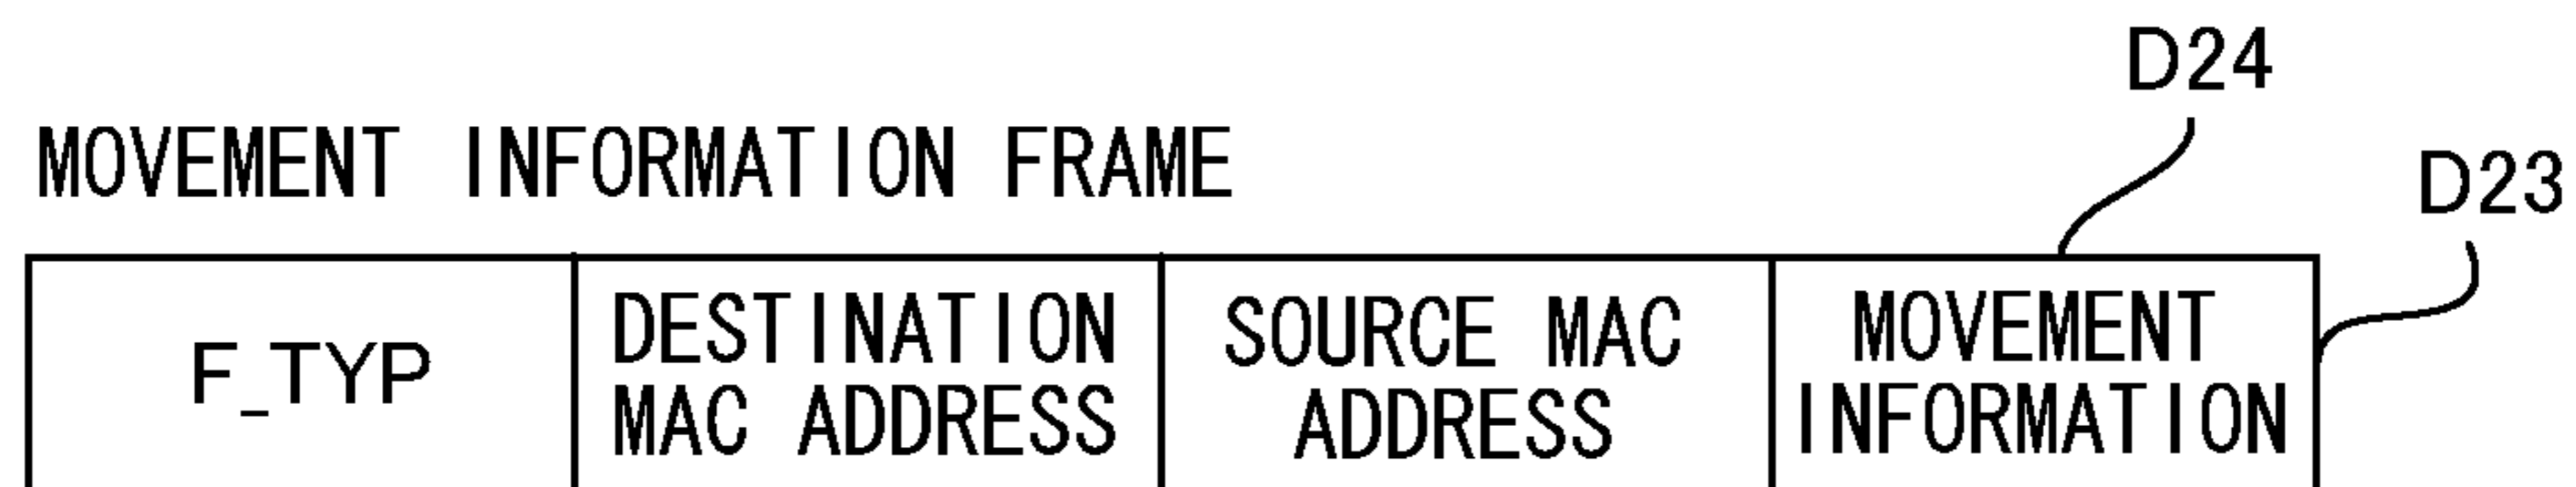 D24
MOVEMENT INFORMATION FRAME
D23
F_TYP
DESTINATION
MAC ADDRESS
SOURCE MAC
ADDRESS
MOVEMENT
INFORMATION